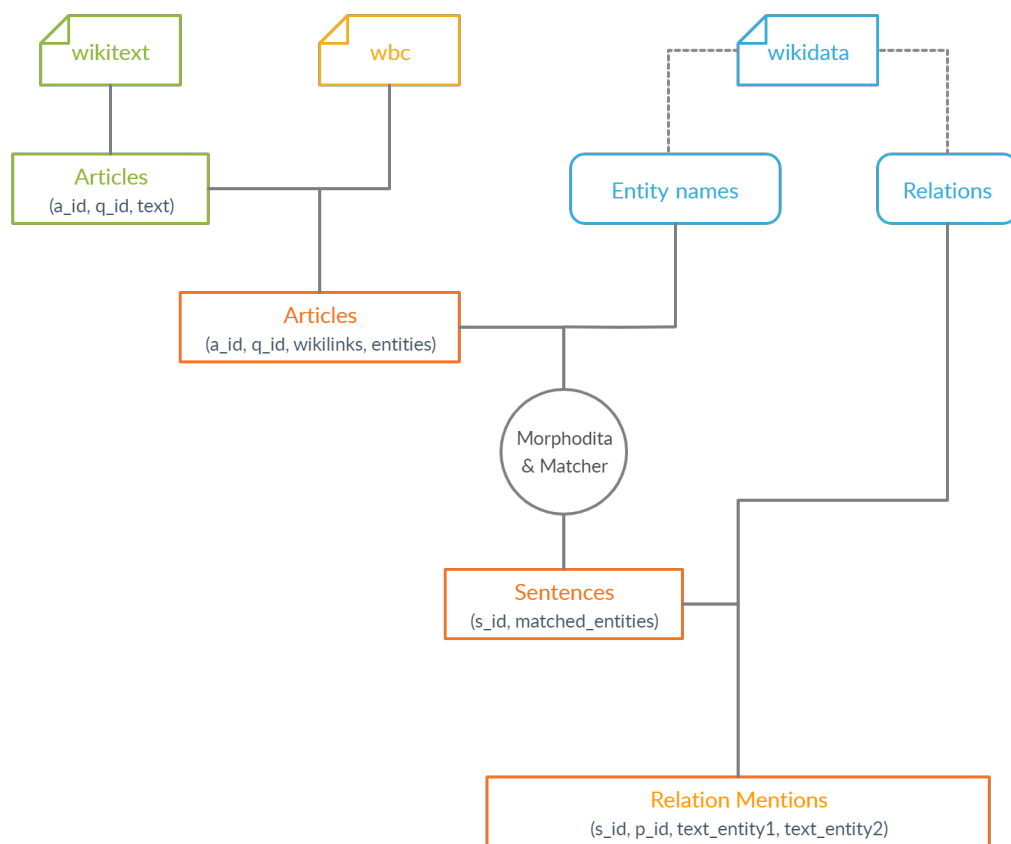 wikitext
wbc
wikidata
Articles
(a_id, q_id, text)
Entity names
Relations
Articles
(a_id, q_id, wikilinks, entities)
Morphodita
& Matcher
Sentences
(s_id, matched_entities)
Relation Mentions
(s_id, p_id, text_entity1, text_entity2)